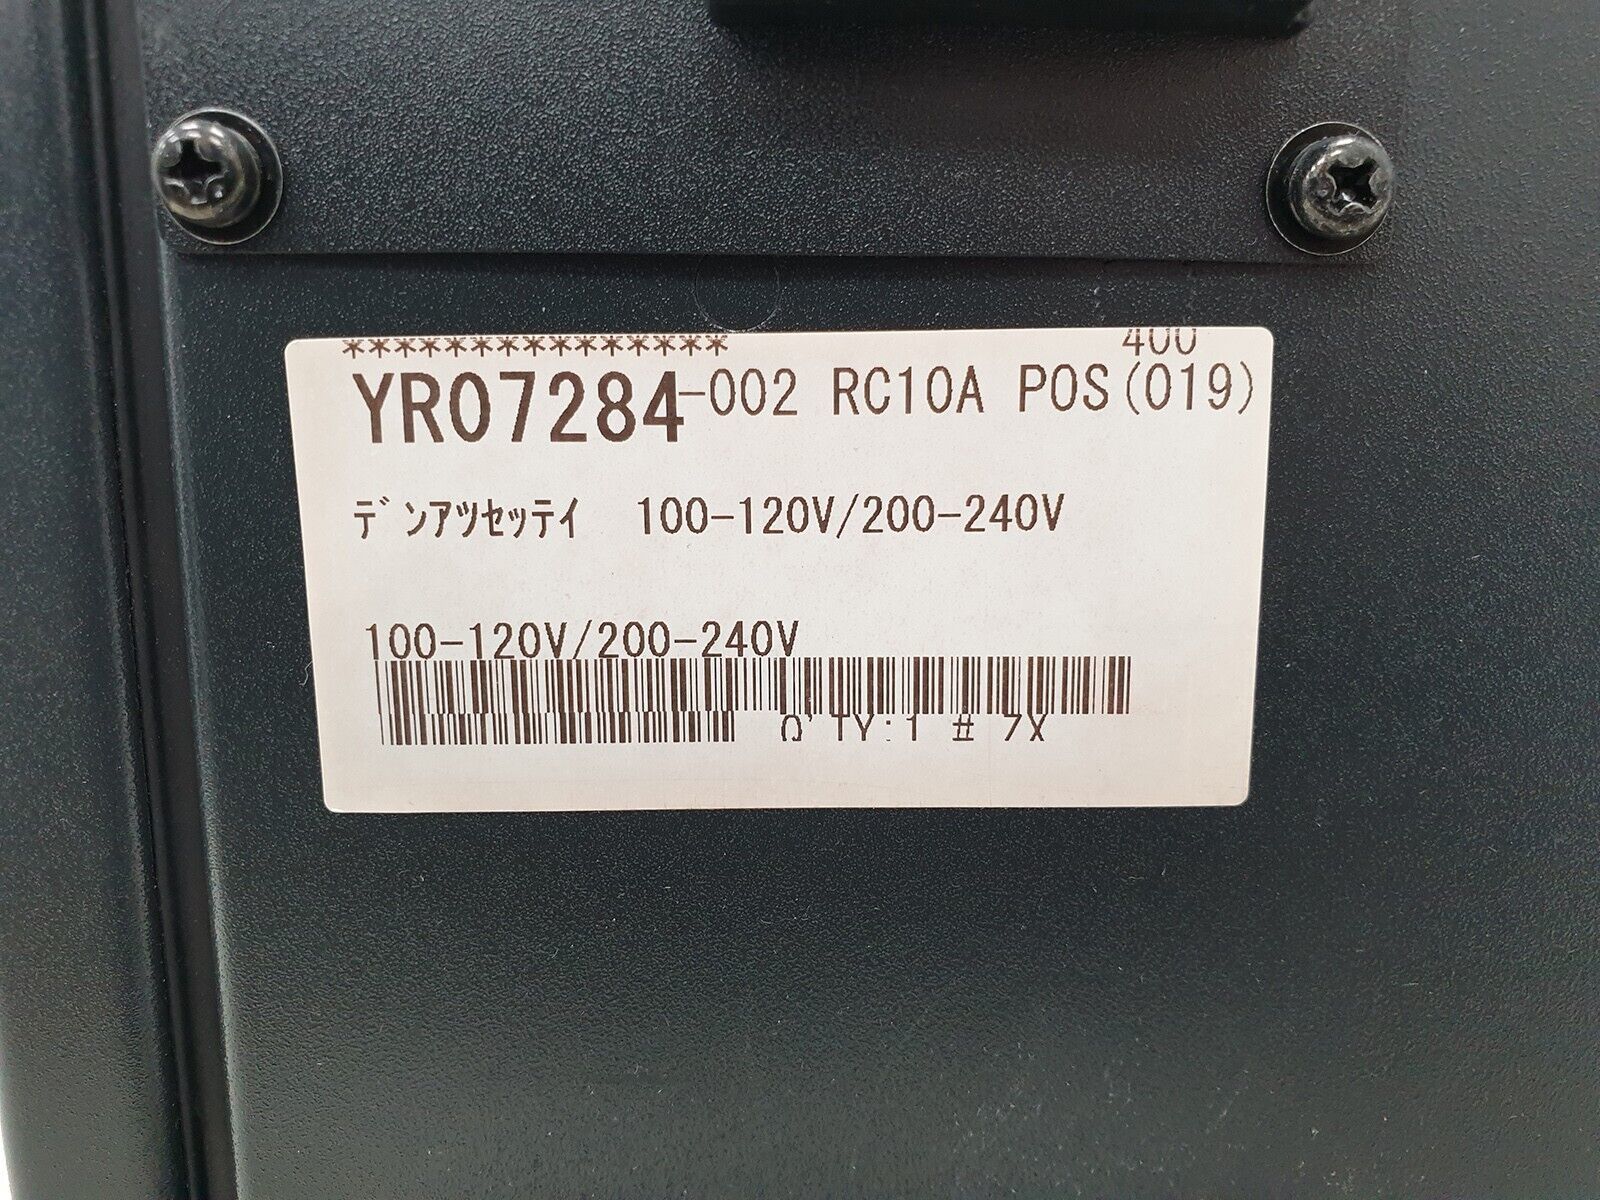 ***************
400
YR07284-002 RC10A POS(019)
ﾃﾞﾝｱﾂｾｯﾃｲ 100-120V/200-240V
100-120V/200-240V
Q'TY:1 #